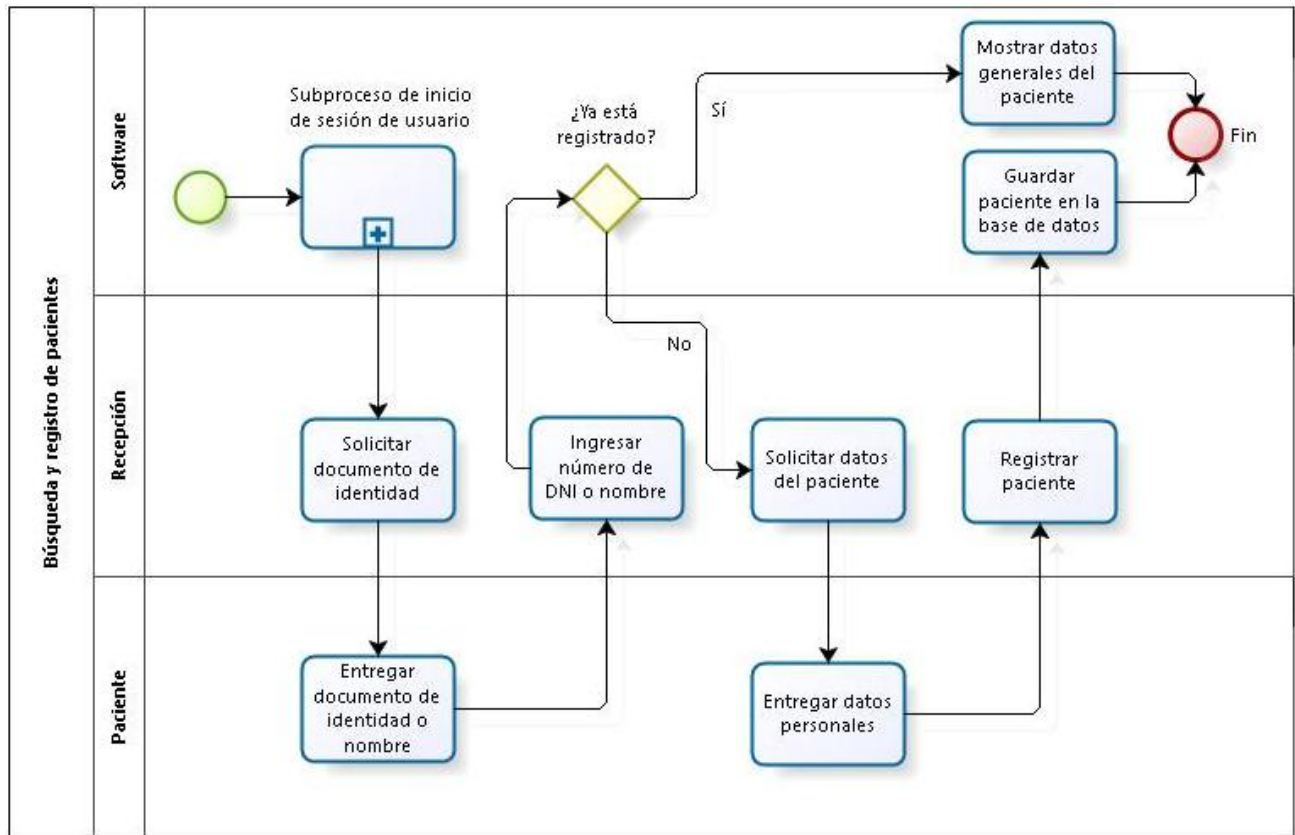 Búsqueda y registro de pacientes
Software
Subproceso de inicio
de sesión de usuario
¿Ya está
registrado?
Sí
No
Mostrar datos
generales del
paciente
Fin
Guardar
paciente en la
base de datos
Recepción
Solicitar
documento de
identidad
Ingresar
número de
DNI o nombre
Solicitar datos
del paciente
Registrar
paciente
Paciente
Entregar
documento de
identidad o
nombre
Entregar datos
personales